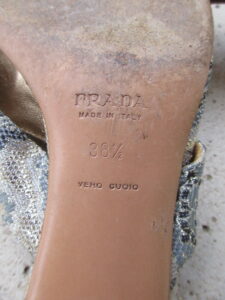 PRADA
MADE IN ITALY
38½
VERO CUOIO